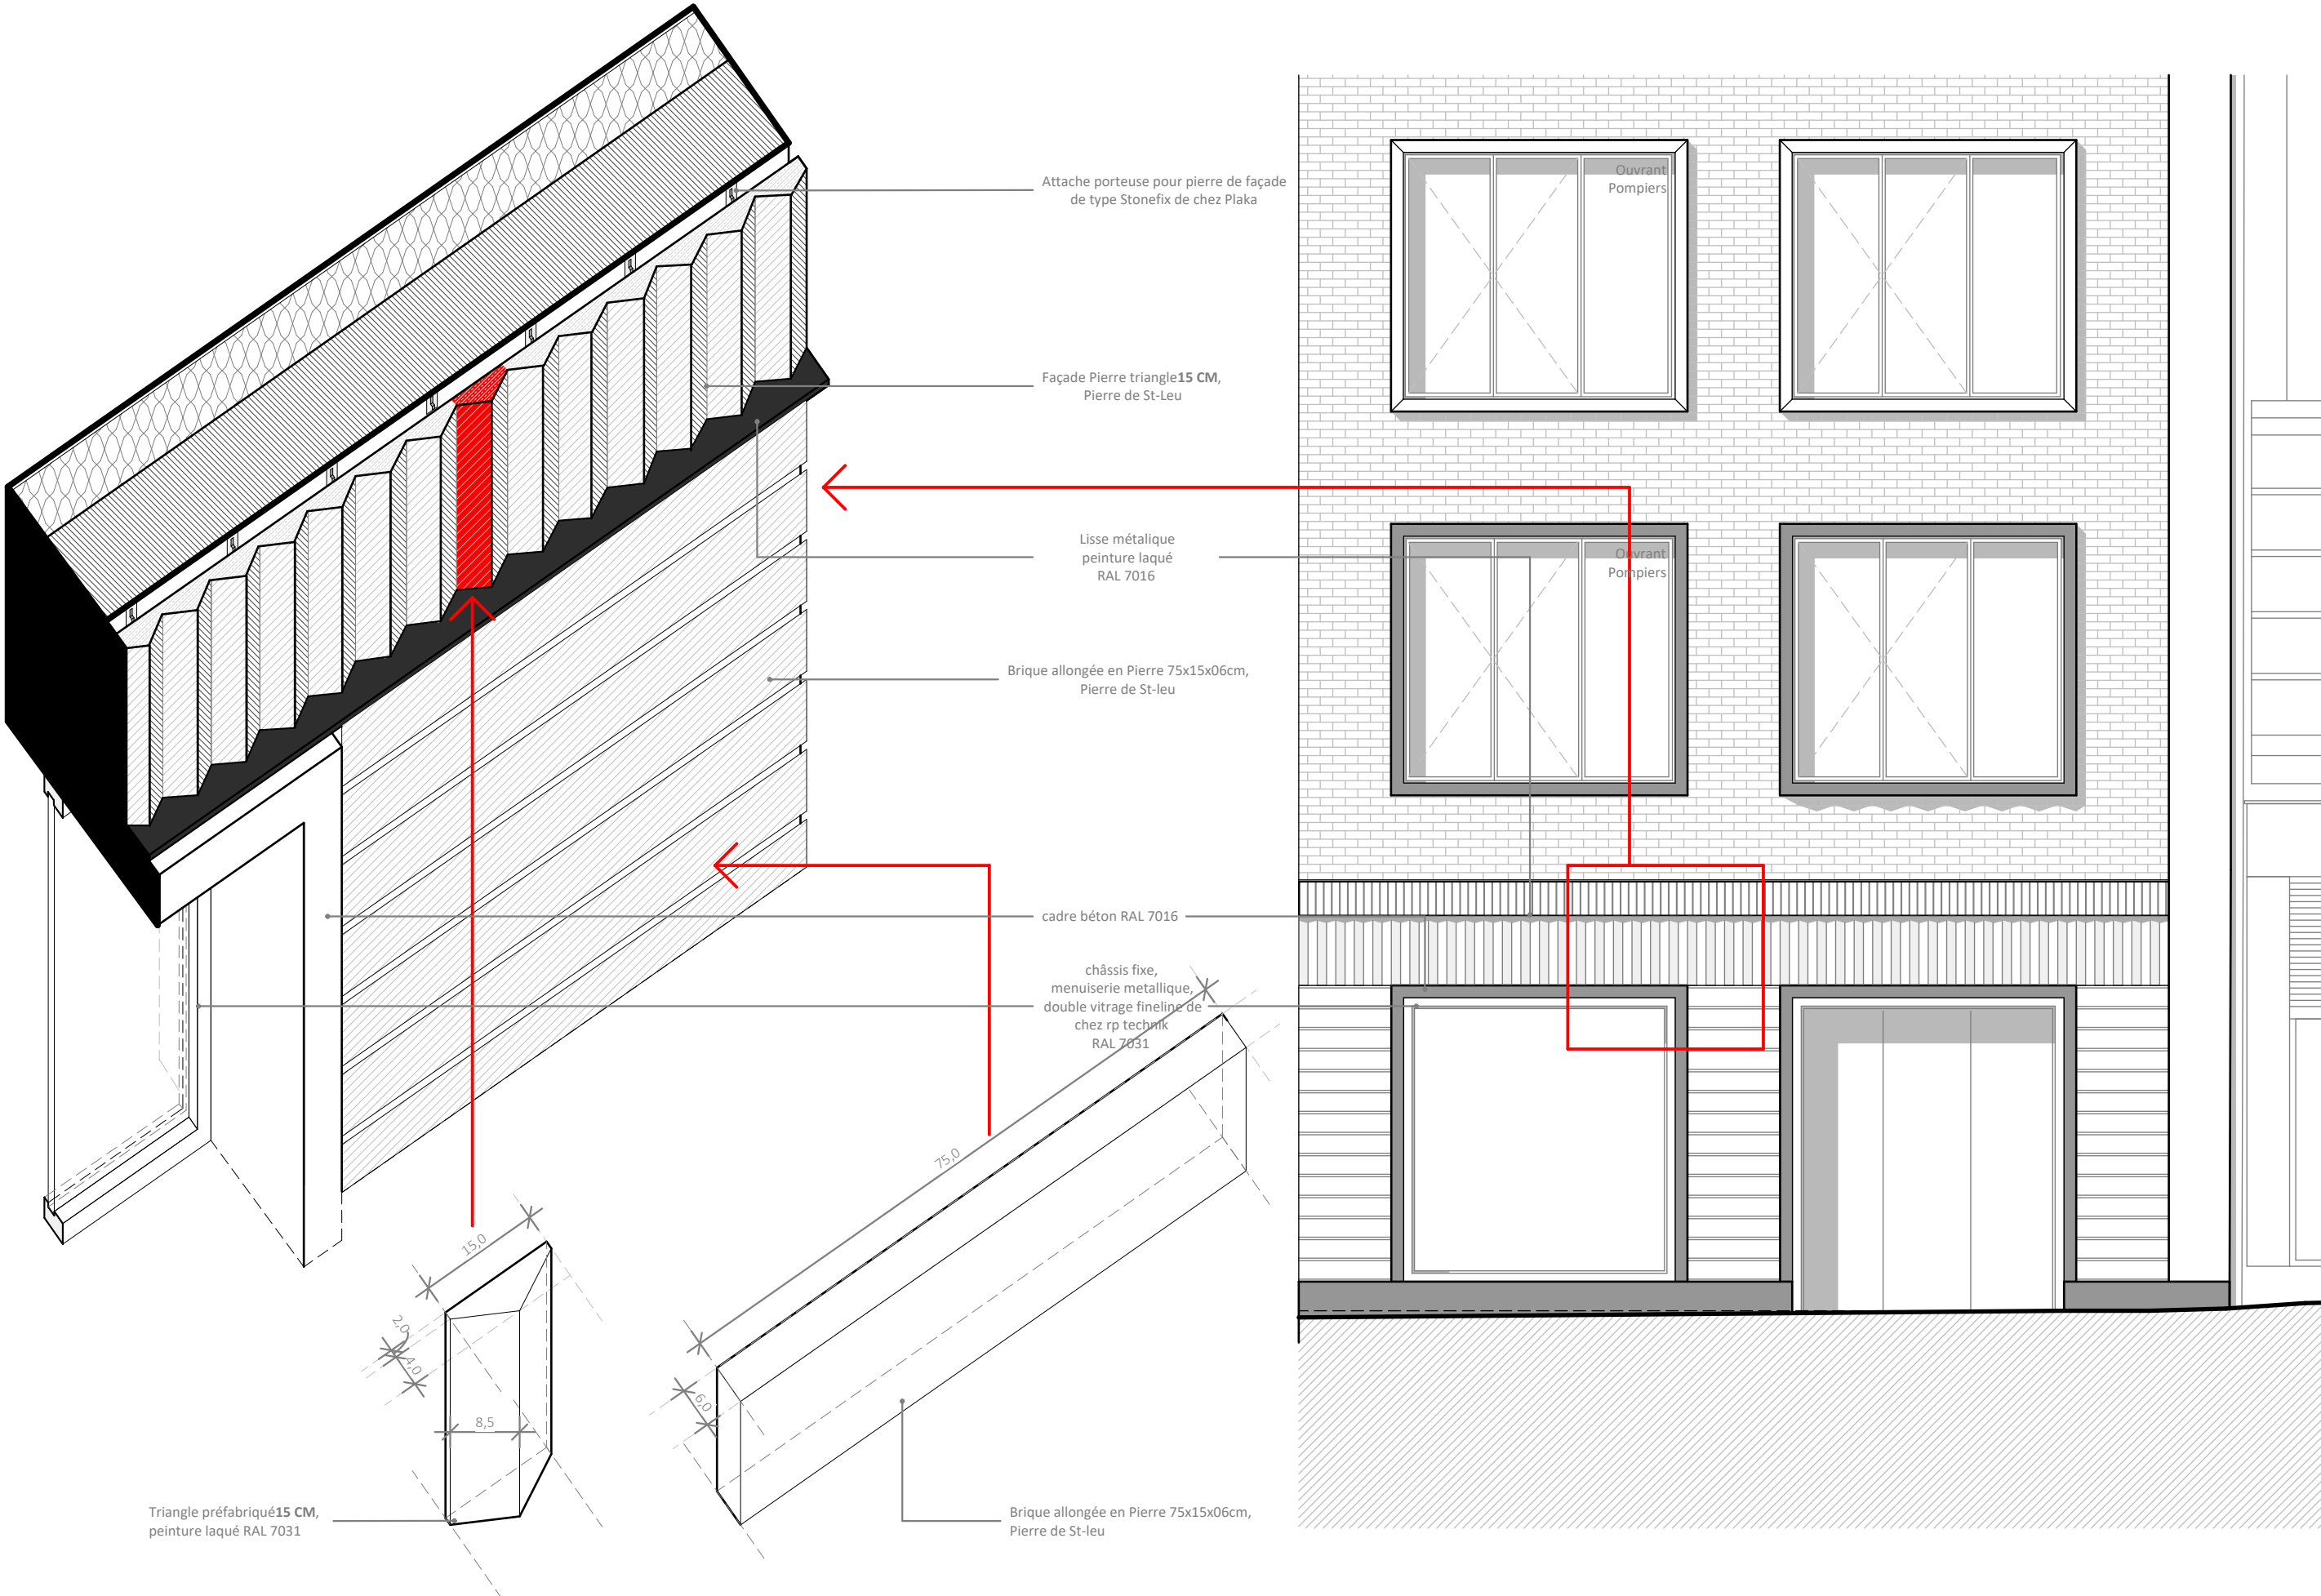 Attache porteuse pour pierre de façade
de type Stonefix de chez Plaka
Ouvrant
Pompiers
Façade Pierre triangle15 CM,
Pierre de St-Leu
Lisse métalique
peinture laqué
RAL 7016
Ouvrant
Pompiers
Brique allongée en Pierre 75x15x06cm,
Pierre de St-leu
cadre béton RAL 7016
châssis fixe,
menuiserie metallique,
double vitrage fineline de
chez rp technik
RAL 7031
75,0
15,0
2,0
4,0
6,0
8,5
Triangle préfabriqué15 CM,
peinture laqué RAL 7031
Brique allongée en Pierre 75x15x06cm,
Pierre de St-leu